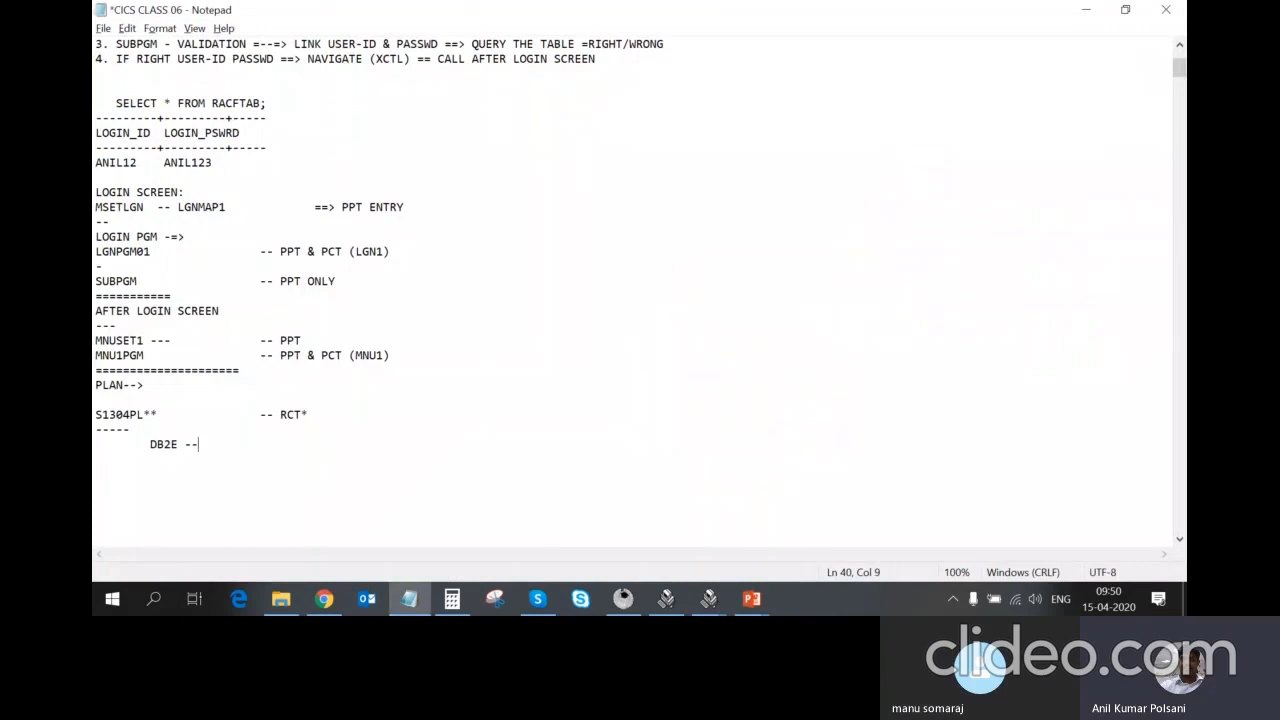 *CICS CLASS 06 - Notepad
File Edit Format View Help
3. SUBPGM - VALIDATION =--=> LINK USER-ID & PASSWD ==> QUERY THE TABLE =RIGHT/WRONG
4. IF RIGHT USER-ID PASSWD ==> NAVIGATE (XCTL) == CALL AFTER LOGIN SCREEN
SELECT * FROM RACFTAB;
---------+---------+-----
LOGIN_ID LOGIN_PSWRD
---------+---------+-----
ANIL12 ANIL123
LOGIN SCREEN:
MSETLGN -- LGNMAP1 ==> PPT ENTRY
--
LOGIN PGM -=>
LGNPGM01 -- PPT & PCT (LGN1)
-
SUBPGM -- PPT ONLY
===========
AFTER LOGIN SCREEN
---
MNUSET1 --- -- PPT
MNU1PGM -- PPT & PCT (MNU1)
=====================
PLAN-->
S1304PL** -- RCT*
-----
DB2E --
Ln 40, Col 9 100% Windows (CRLF) UTF-8
ENG
09:50
15-04-2020
clideo.com
manu somaraj
Anil Kumar Polsani